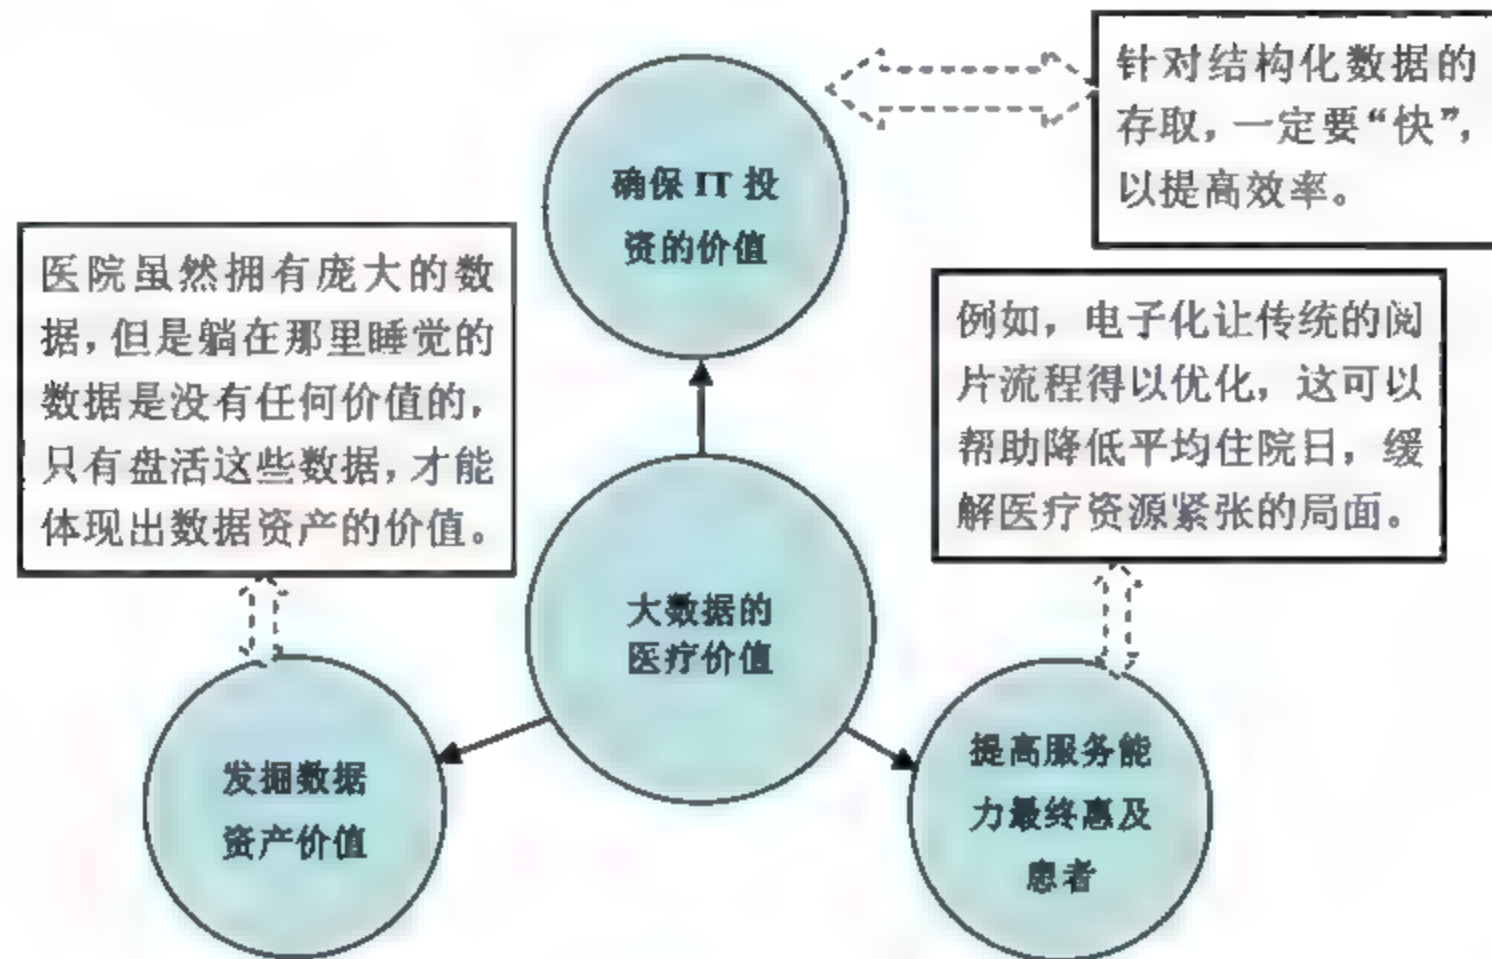 针对结构化数据的
存取，一定要“快”，
以提高效率。
确保 IT 投
资的价值
医院虽然拥有庞大的数
据，但是躺在那里睡觉的
数据是没有任何价值的，
只有盘活这些数据，才能
体现出数据资产的价值。
例如，电子化让传统的阅
片流程得以优化，这可以
帮助降低平均住院日，缓
解医疗资源紧张的局面。
大数据的
医疗价值
发掘数据
资产价值
提高服务能
力最终惠及
患者